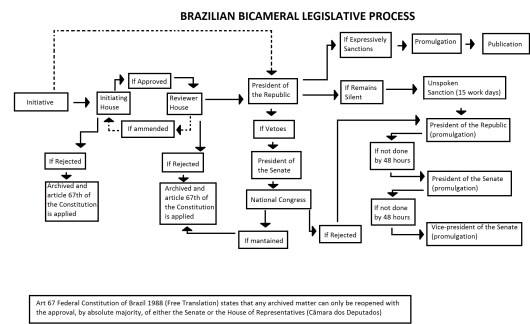 BRAZILIAN BICAMERAL LEGISLATIVE PROCESS
If Expressively
Sanctions
Promulgation
Publication
If Approved
Initiative
Initiating
House
Reviewer
House
President of
the Republic
If Remains
Silent
Unspoken
Sanction (15 work days)
If ammended
If Vetoes
President of the Republic
(promulgation)
If Rejected
If Rejected
President of
the Senate
If not done
by 48 hours
Archived and
article 67th of
the Constitution
is applied
Archived and
article 67th of
the Constitution
is applied
National Congress
President of the Senate
(promulgation)
If not done
by 48 hours
If mantained
If Rejected
Vice-president of the Senate
(promulgation)
Art 67 Federal Constitution of Brazil 1988 (Free Translation) states that any archived matter can only be reopened with
the approval, by absolute majority, of either the Senate or the House of Representatives (Câmara dos Deputados)